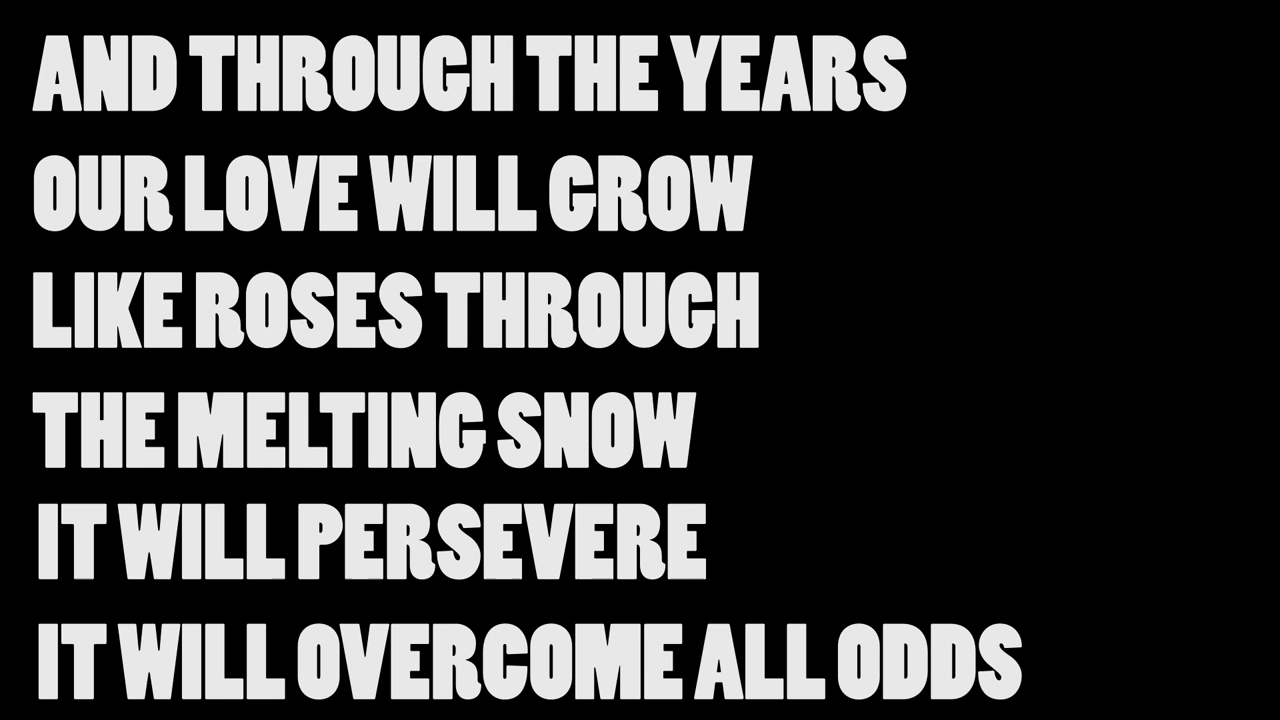 AND THROUGH THE YEARS
OUR LOVE WILL GROW
LIKE ROSES THROUGH
THE MELTING SNOW
IT WILL PERSEVERE
IT WILL OVERCOME ALL ODDS